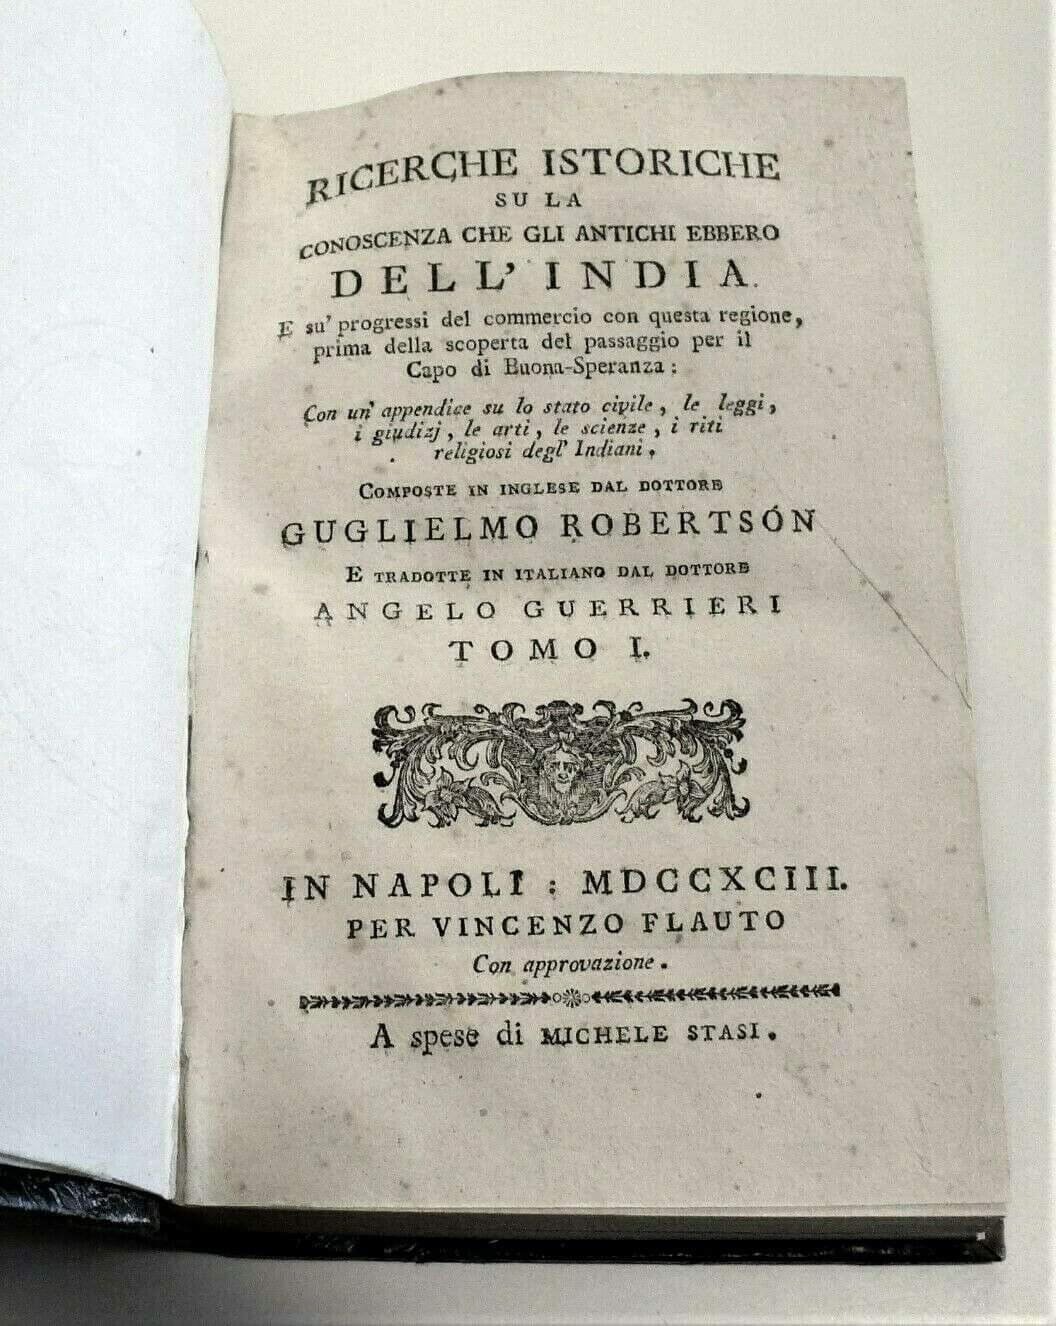 RICERCHE ISTORICHE
SU LA
CONOSCENZA CHE GLI ANTICHI EBBERO
DELL' INDIA.
E su' progressi del commercio con questa regione,
prima della scoperta del passaggio per il
Capo di Buona-Speranza:
Con un' appendice su lo stato civile, le leggi,
i giudizj, le arti, le scienze, i riti
religiosi degl' Indiani.
COMPOSTE IN INGLESE DAL DOTTORE
GUGLIELMO ROBERTSÓN
E TRADOTTE IN ITALIANO DAL DOTTORE
ANGELO GUERRIERI
TOMO I.
IN NAPOLI: MDCCXCIII.
PER VINCENZO FLAUTO
Con approvazione.
A spese di MICHELE STASI.